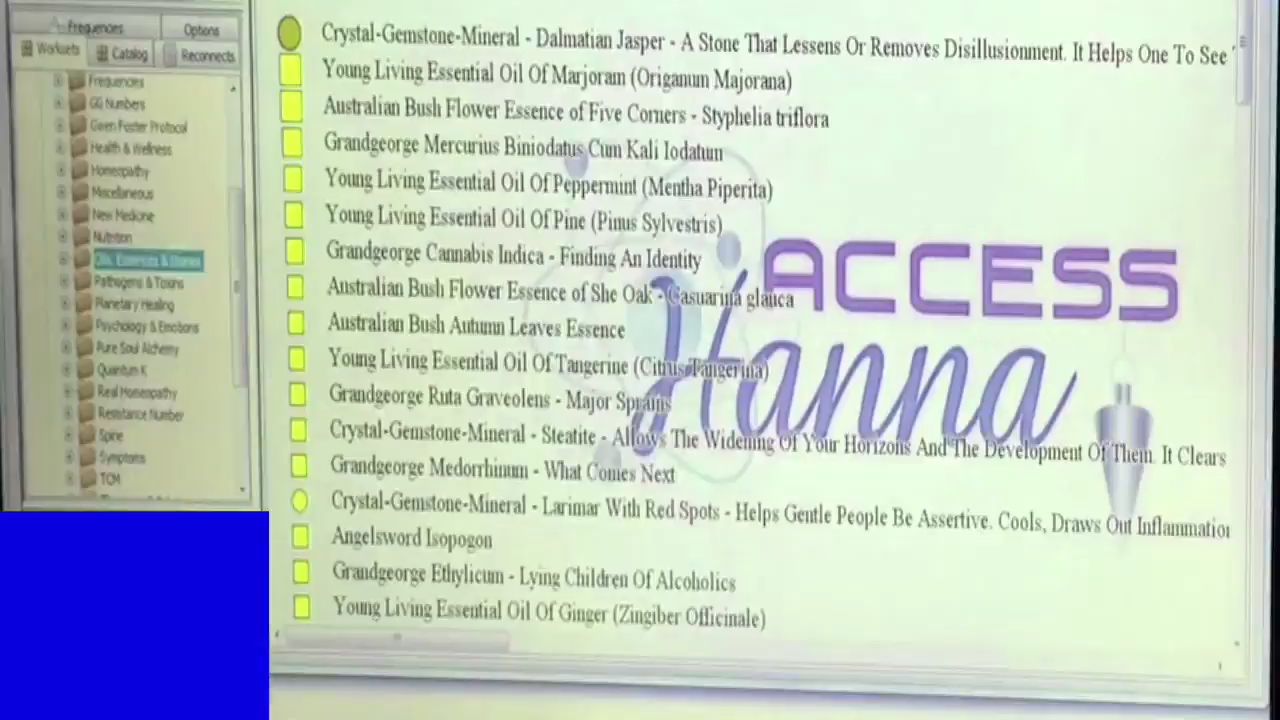 Frequencies
Options
Worksets
Catalog
Reconnects
Frequencies
GG Numbers
Gwen Foster Protocol
Health & Wellness
Homeopathy
Miscellaneous
New Medicine
Nutrition
Oils, Essences & Stones
Pathogens & Toxins
Planetary Healing
Psychology & Emotions
Pure Soul Alchemy
Quantum K
Real Homeopathy
Resistance Number
Spine
Symptoms
TCM
Crystal-Gemstone-Mineral - Dalmatian Jasper - A Stone That Lessens Or Removes Disillusionment. It Helps One To See
Young Living Essential Oil Of Marjoram (Origanum Majorana)
Australian Bush Flower Essence of Five Corners - Styphelia triflora
Grandgeorge Mercurius Biniodatus Cum Kali Iodatum
Young Living Essential Oil Of Peppermint (Mentha Piperita)
Young Living Essential Oil Of Pine (Pinus Sylvestris)
Grandgeorge Cannabis Indica - Finding An Identity
Australian Bush Flower Essence of She Oak - Casuarina glauca
Australian Bush Autumn Leaves Essence
Young Living Essential Oil Of Tangerine (Citrus Tangerina)
Grandgeorge Ruta Graveolens - Major Sprains
Crystal-Gemstone-Mineral - Steatite - Allows The Widening Of Your Horizons And The Development Of Them. It Clears
Grandgeorge Medorrhinum - What Comes Next
Crystal-Gemstone-Mineral - Larimar With Red Spots - Helps Gentle People Be Assertive. Cools, Draws Out Inflammation
Angelsword Isopogon
Grandgeorge Ethylicum - Lying Children Of Alcoholics
Young Living Essential Oil Of Ginger (Zingiber Officinale)
ACCESS
Hanna